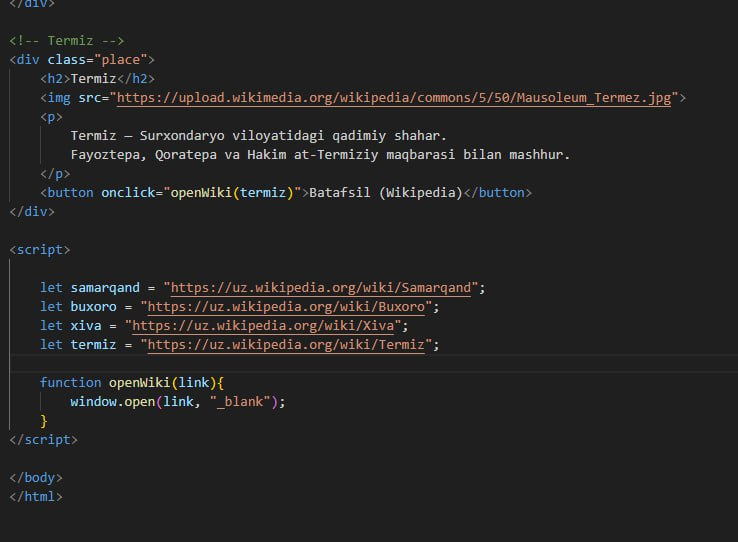 </div>
<!-- Termiz -->
<div class="place">
<h2>Termiz</h2>
<img src="https://upload.wikimedia.org/wikipedia/commons/5/50/Mausoleum_Termez.jpg">
<p>
Termiz — Surxondaryo viloyatidagi qadimiy shahar.
Fayoztepa, Qoratepa va Hakim at-Termiziy maqbarasi bilan mashhur.
</p>
<button onclick="openWiki(termiz)">Batafsil (Wikipedia)</button>
</div>
<script>
let samarqand = "https://uz.wikipedia.org/wiki/Samarqand";
let buxoro = "https://uz.wikipedia.org/wiki/Buxoro";
let xiva = "https://uz.wikipedia.org/wiki/Xiva";
let termiz = "https://uz.wikipedia.org/wiki/Termiz";
function openWiki(link){
window.open(link, "_blank");
}
</script>
</body>
</html>